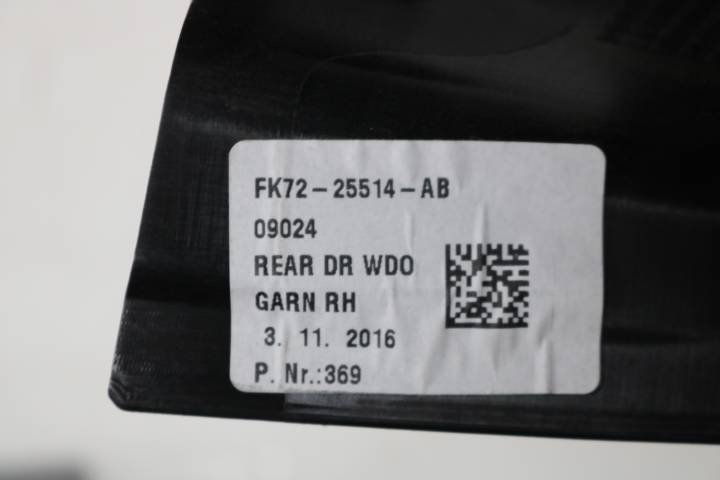 FK72-25514-AB
09024
REAR DR WDO
GARN RH
3. 11. 2016
P. Nr.:369